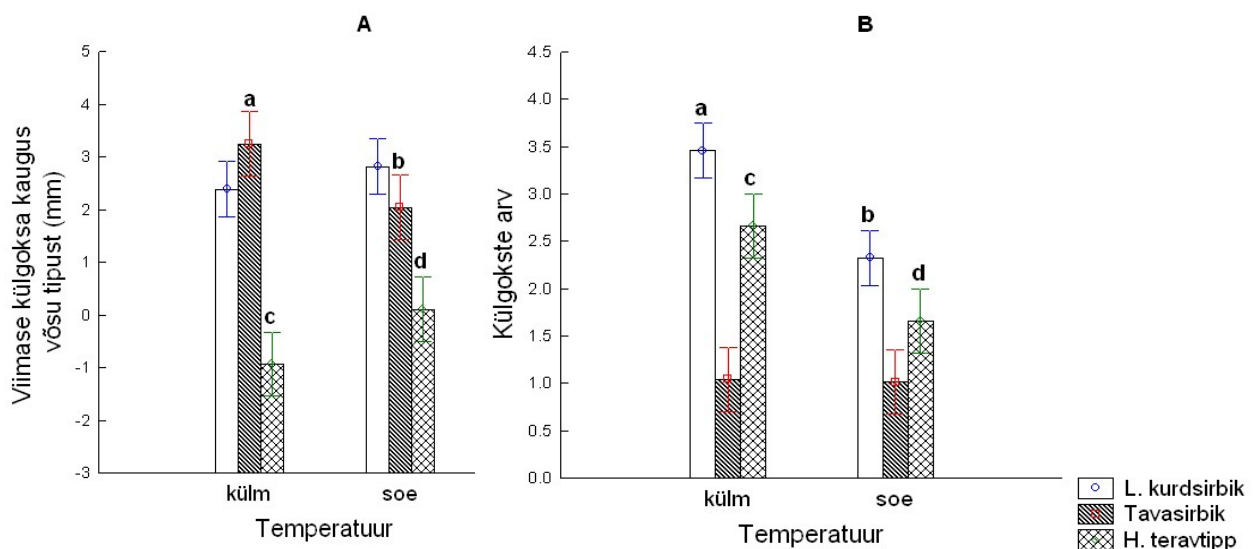 A
5
4
3
2
1
0
-1
-2
-3
Viimase külgoksa kaugus
võsu tipust (mm)
a
c
b
d
külm
soe
Temperatuur
B
4.5
4.0
3.5
3.0
2.5
2.0
1.5
1.0
0.5
0.0
Külgokste arv
a
c
b
d
külm
soe
Temperatuur
L. kurdsirbik
Tavasirbik
H. teravtipp